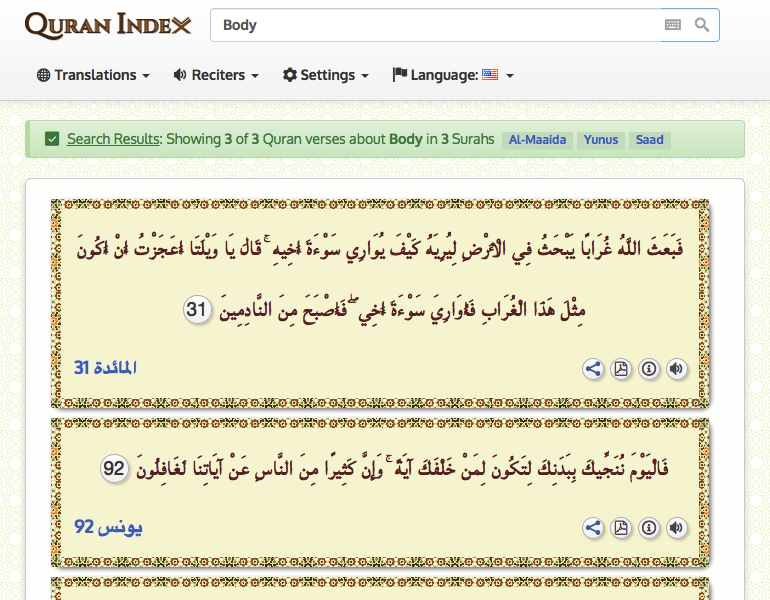 QURAN INDEX
Body
Translations
Reciters
Settings
Language:
Search Results: Showing 3 of 3 Quran verses about Body in 3 Surahs Al-Maaida Yunus Saad
فَبَعَثَ اللَّهُ غُرَابًا يَبْحَثُ فِي الْأَرْضِ لِيُرِيَهُ كَيْفَ يُوَارِي سَوْءَةَ أَخِيهِ ۚ قَالَ يَا وَيْلَتَا أَعَجَزْتُ أَنْ أَكُونَ
مِثْلَ هَٰذَا الْغُرَابِ فَأُوَارِيَ سَوْءَةَ أَخِي ۖ فَأَصْبَحَ مِنَ النَّادِمِينَ 31
المائدة 31
فَالْيَوْمَ نُنَجِّيكَ بِبَدَنِكَ لِتَكُونَ لِمَنْ خَلْفَكَ آيَةً ۚ وَإِنَّ كَثِيرًا مِنَ النَّاسِ عَنْ آيَاتِنَا لَغَافِلُونَ 92
يونس 92